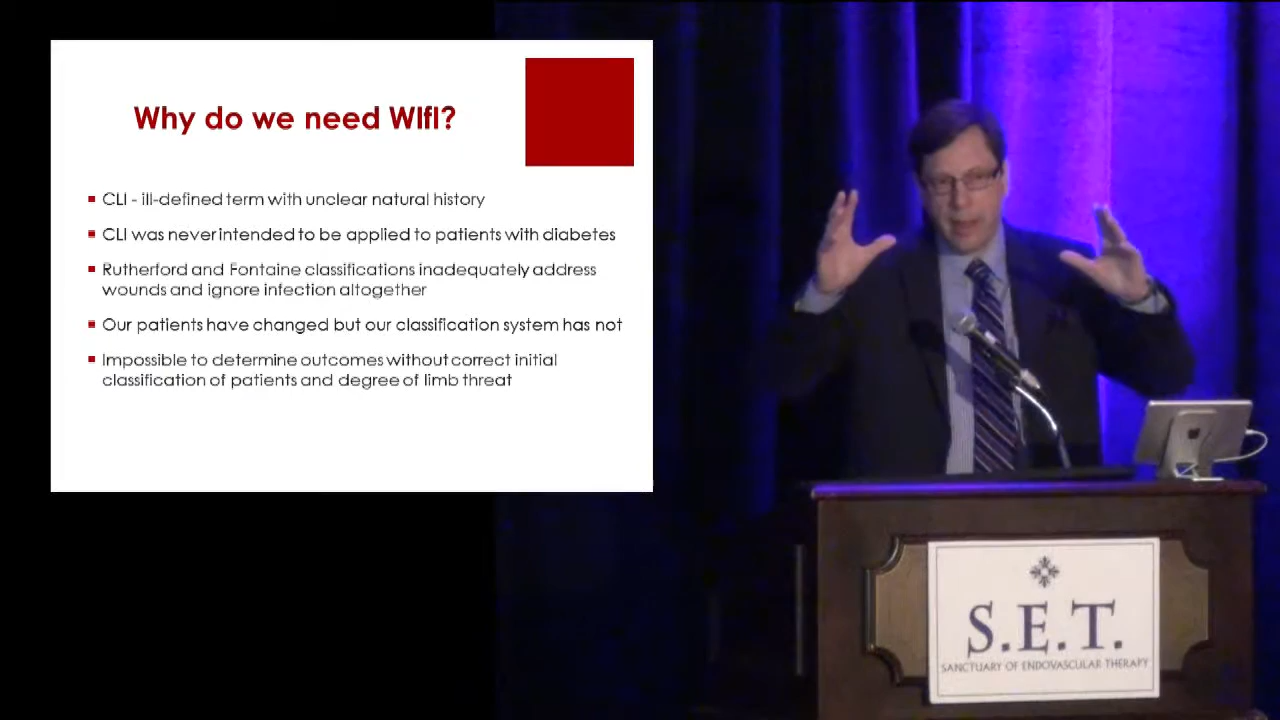 Why do we need WIfI?
CLI - ill-defined term with unclear natural history
CLI was never intended to be applied to patients with diabetes
Rutherford and Fontaine classifications inadequately address
wounds and ignore infection altogether
Our patients have changed but our classification system has not
Impossible to determine outcomes without correct initial
classification of patients and degree of limb threat
S.E.T.
SANCTUARY OF ENDOVASCULAR THERAPY